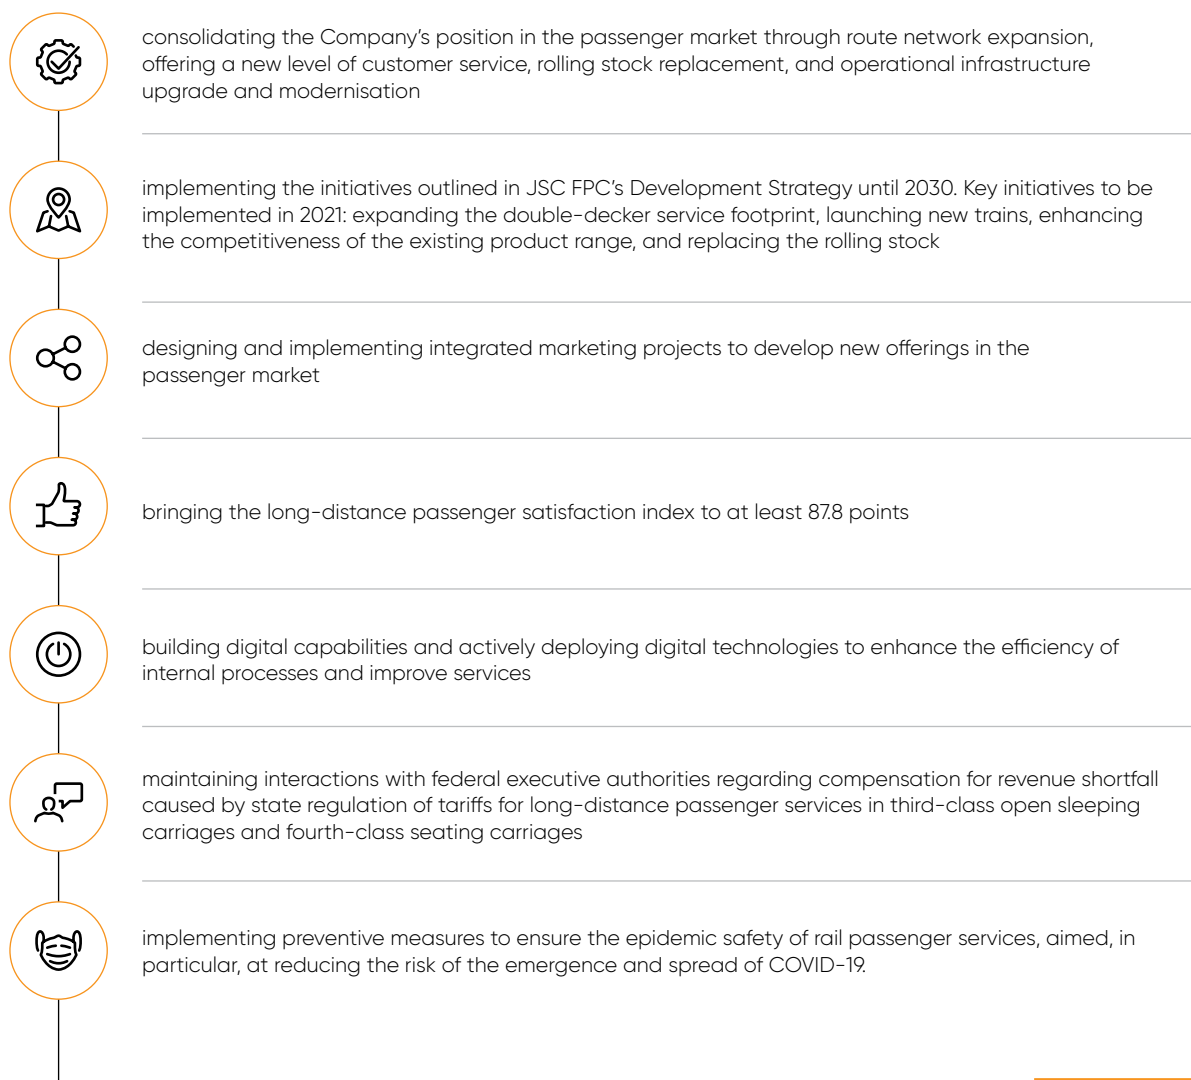 consolidating the Company's position in the passenger market through route network expansion,
offering a new level of customer service, rolling stock replacement, and operational infrastructure
upgrade and modernisation
implementing the initiatives outlined in JSC FPC's Development Strategy until 2030. Key initiatives to be
implemented in 2021: expanding the double-decker service footprint, launching new trains, enhancing
the competitiveness of the existing product range, and replacing the rolling stock
designing and implementing integrated marketing projects to develop new offerings in the
passenger market
bringing the long-distance passenger satisfaction index to at least 87.8 points
building digital capabilities and actively deploying digital technologies to enhance the efficiency of
internal processes and improve services
maintaining interactions with federal executive authorities regarding compensation for revenue shortfall
caused by state regulation of tariffs for long-distance passenger services in third-class open sleeping
carriages and fourth-class seating carriages
implementing preventive measures to ensure the epidemic safety of rail passenger services, aimed, in
particular, at reducing the risk of the emergence and spread of COVID-19.